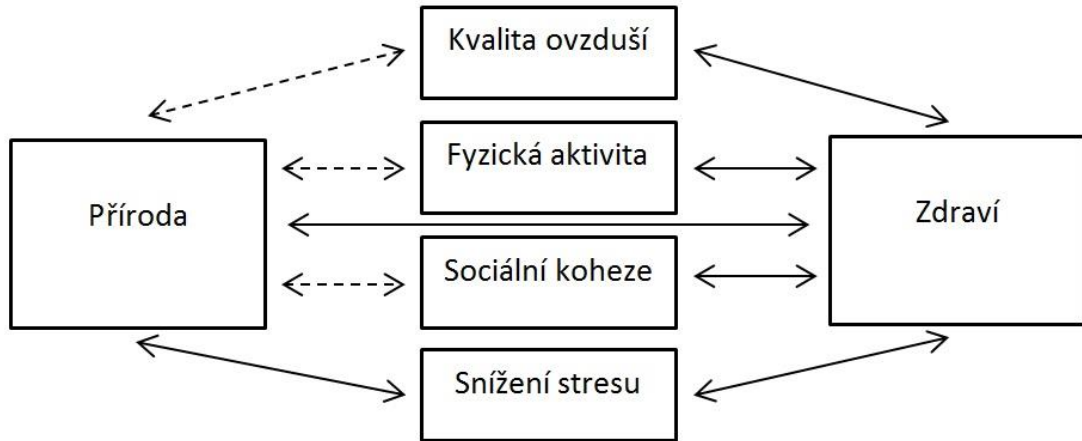 Kvalita ovzduší
Fyzická aktivita
Příroda
Zdraví
Sociální koheze
Snížení stresu